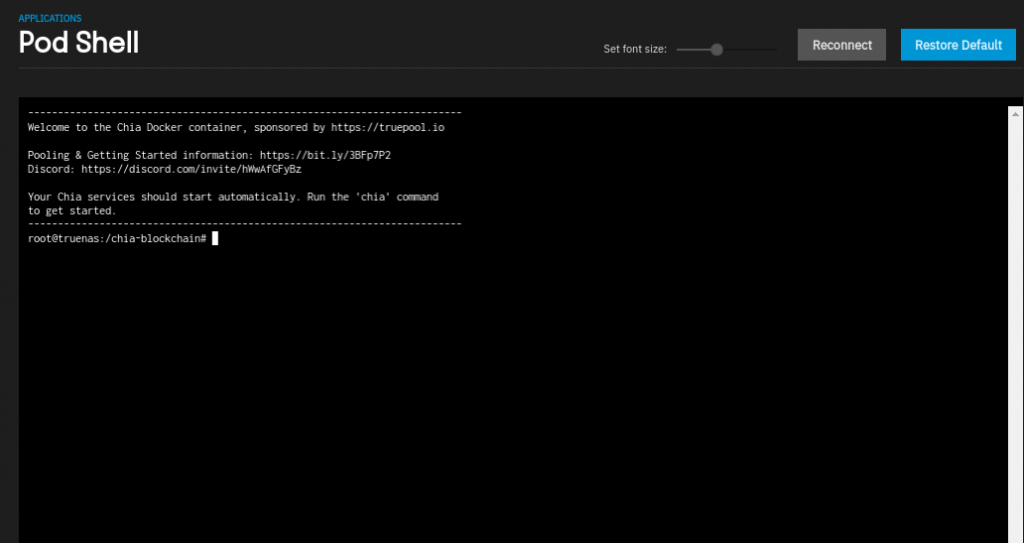 APPLICATIONS
Pod Shell
Set font size:
Reconnect
Restore Default
--------------------------------------------------------------------------
Welcome to the Chia Docker container, sponsored by https://truepool.io
Pooling & Getting Started information: https://bit.ly/3BFp7P2
Discord: https://discord.com/invite/hWwAfGFyBz
Your Chia services should start automatically. Run the 'chia' command
to get started.
--------------------------------------------------------------------------
root@truenas:/chia-blockchain#